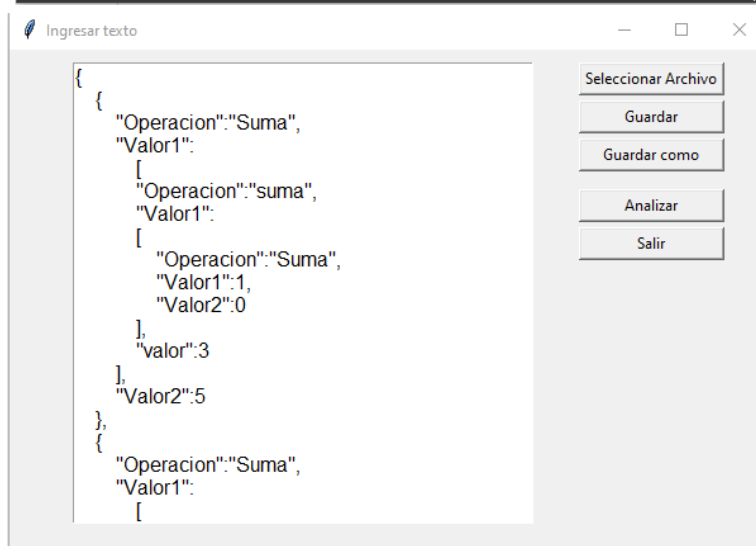 Ingresar texto
{
{
"Operacion":"Suma",
"Valor1":
[
"Operacion":"suma",
"Valor1":
[
"Operacion":"Suma",
"Valor1":1,
"Valor2":0
],
"valor":3
],
"Valor2":5
},
{
"Operacion":"Suma",
"Valor1":
[
Seleccionar Archivo
Guardar
Guardar como
Analizar
Salir